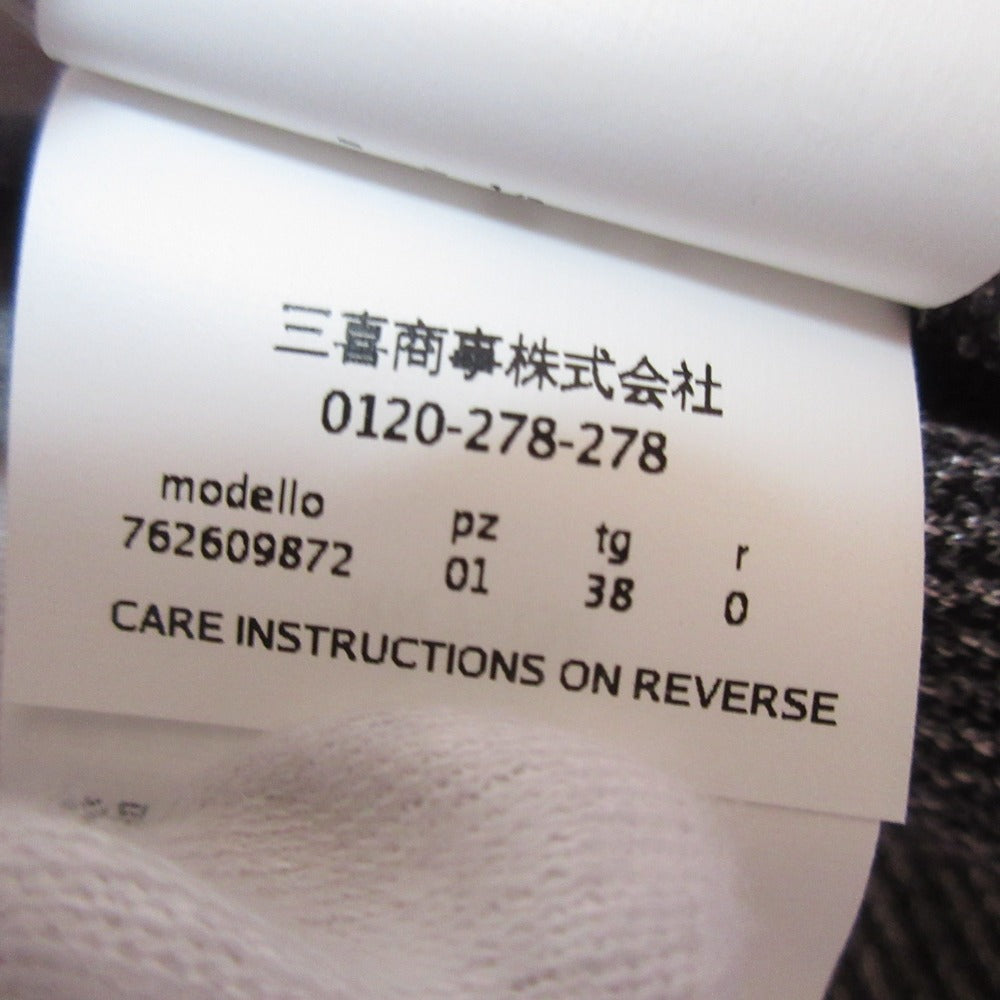 三喜商事株式会社
0120-278-278
modello pz tg r
762609872 01 38 0
CARE INSTRUCTIONS ON REVERSE